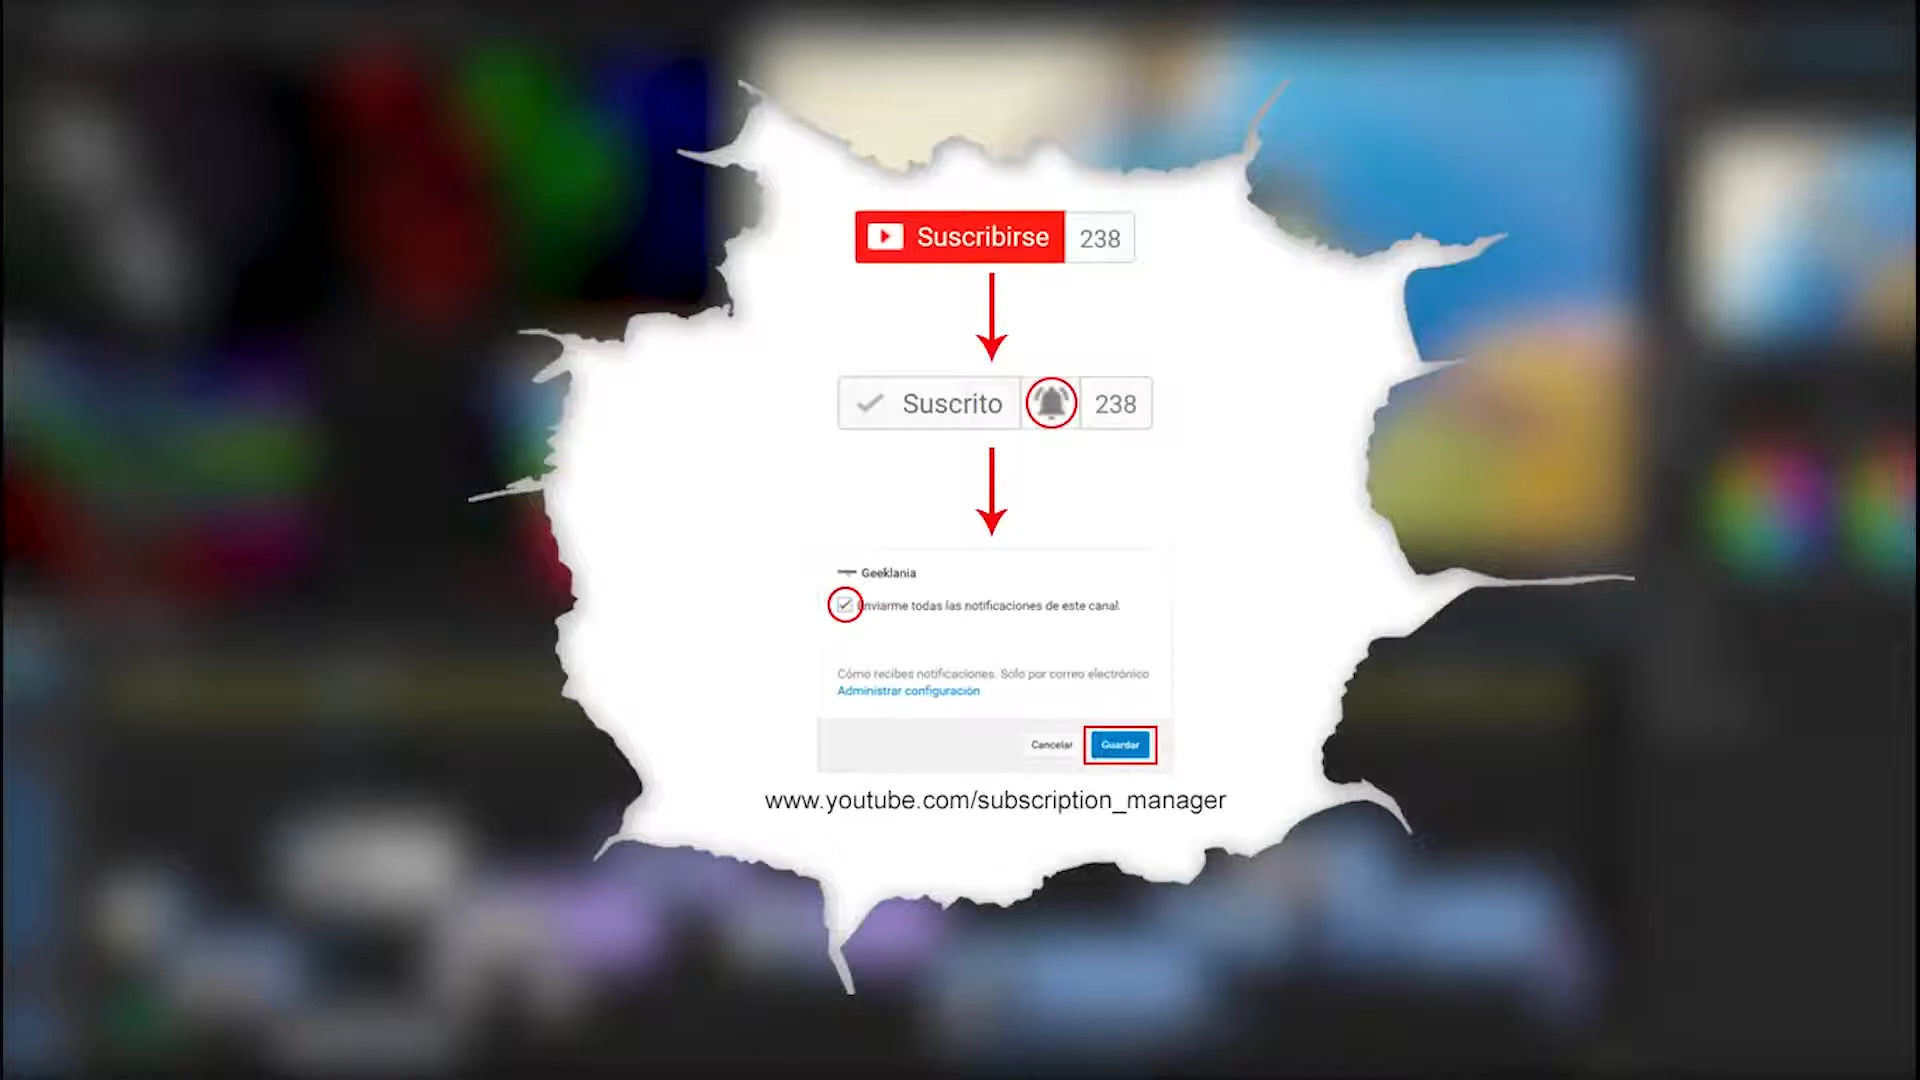 Suscribirse 238
Suscrito 238
Geeklania
Enviarme todas las notificaciones de este canal.
Cómo recibes notificaciones. Solo por correo electrónico
Administrar configuración
Cancelar Guardar
www.youtube.com/subscription_manager